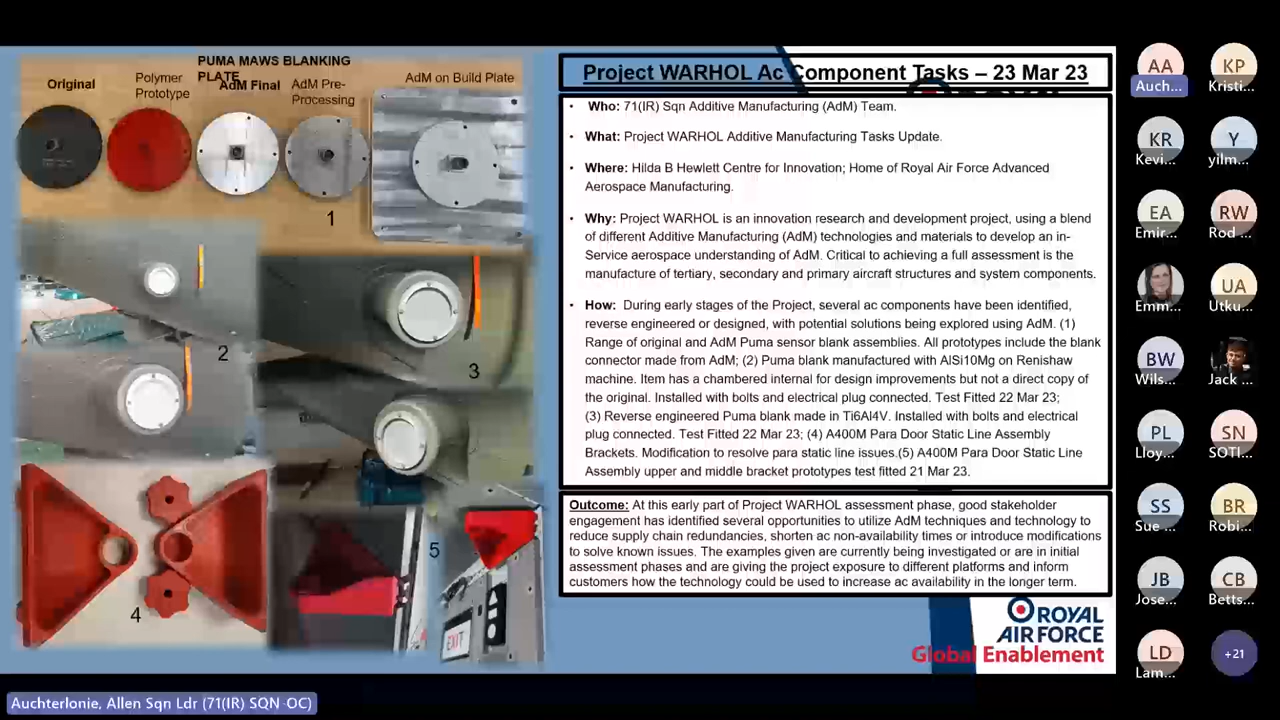 PUMA MAWS BLANKING
PLATE
Original
Polymer
Prototype
AdM Final
AdM Pre-
Processing
AdM on Build Plate
1
2
3
4
5
EXIT
Project WARHOL Ac Component Tasks – 23 Mar 23
• Who: 71(IR) Sqn Additive Manufacturing (AdM) Team.
• What: Project WARHOL Additive Manufacturing Tasks Update.
• Where: Hilda B Hewlett Centre for Innovation; Home of Royal Air Force Advanced
Aerospace Manufacturing.
• Why: Project WARHOL is an innovation research and development project, using a blend
of different Additive Manufacturing (AdM) technologies and materials to develop an in-
Service aerospace understanding of AdM. Critical to achieving a full assessment is the
manufacture of tertiary, secondary and primary aircraft structures and system components.
• How: During early stages of the Project, several ac components have been identified,
reverse engineered or designed, with potential solutions being explored using AdM. (1)
Range of original and AdM Puma sensor blank assemblies. All prototypes include the blank
connector made from AdM; (2) Puma blank manufactured with AlSi10Mg on Renishaw
machine. Item has a chambered internal for design improvements but not a direct copy of
the original. Installed with bolts and electrical plug connected. Test Fitted 22 Mar 23;
(3) Reverse engineered Puma blank made in Ti6Al4V. Installed with bolts and electrical
plug connected. Test Fitted 22 Mar 23; (4) A400M Para Door Static Line Assembly
Brackets. Modification to resolve para static line issues.(5) A400M Para Door Static Line
Assembly upper and middle bracket prototypes test fitted 21 Mar 23.
Outcome: At this early part of Project WARHOL assessment phase, good stakeholder
engagement has identified several opportunities to utilize AdM techniques and technology to
reduce supply chain redundancies, shorten ac non-availability times or introduce modifications
to solve known issues. The examples given are currently being investigated or are in initial
assessment phases and are giving the project exposure to different platforms and inform
customers how the technology could be used to increase ac availability in the longer term.
ROYAL
AIR FORCE
Global Enablement
AA
KP
Auch...
Kristi...
KR
Y
Kevi...
yilm...
EA
RW
Emir...
Rod ...
UA
Emm...
Utku...
BW
Wils...
Jack ...
PL
SN
Lloy...
SOTI...
SS
BR
Sue ...
Robi...
JB
CB
Jose...
Betts...
LD
+21
Lam...
Auchterlonie, Allen Sqn Ldr (71(IR) SQN-OC)